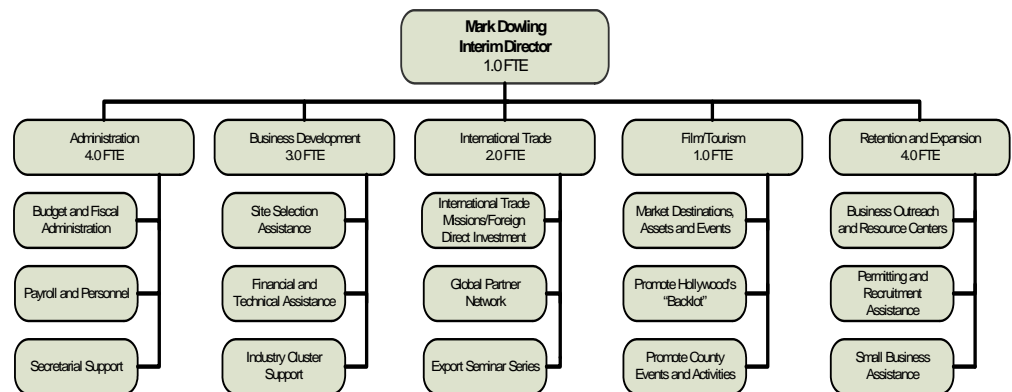 Mark Dowling
Interim Director
1.0 FTE
Administration
4.0 FTE
Business Development
3.0 FTE
International Trade
2.0 FTE
Film/Tourism
1.0 FTE
Retention and Expansion
4.0 FTE
Budget and Fiscal
Administration
Site Selection
Assistance
International Trade
Missions/Foreign
Direct Investment
Market Destinations,
Assets and Events
Business Outreach
and Resource Centers
Payroll and Personnel
Financial and
Technical Assistance
Global Partner
Network
Promote Hollywood's
"Backlot"
Permitting and
Recruitment
Assistance
Secretarial Support
Industry Cluster
Support
Export Seminar Series
Promote County
Events and Activities
Small Business
Assistance